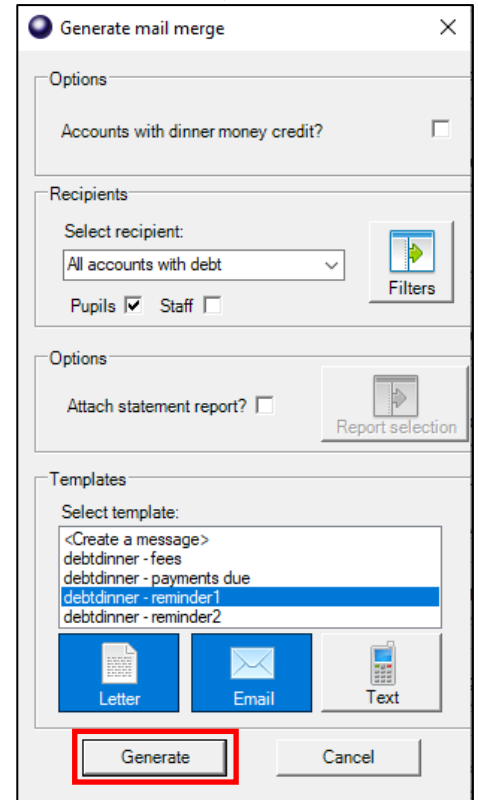 Generate mail merge
Options
Accounts with dinner money credit?
Recipients
Select recipient:
All accounts with debt
Filters
Pupils Staff
Options
Attach statement report?
Report selection
Templates
Select template:
<Create a message>
debtdinner - fees
debtdinner - payments due
debtdinner - reminder1
debtdinner - reminder2
Letter Email Text
Generate Cancel